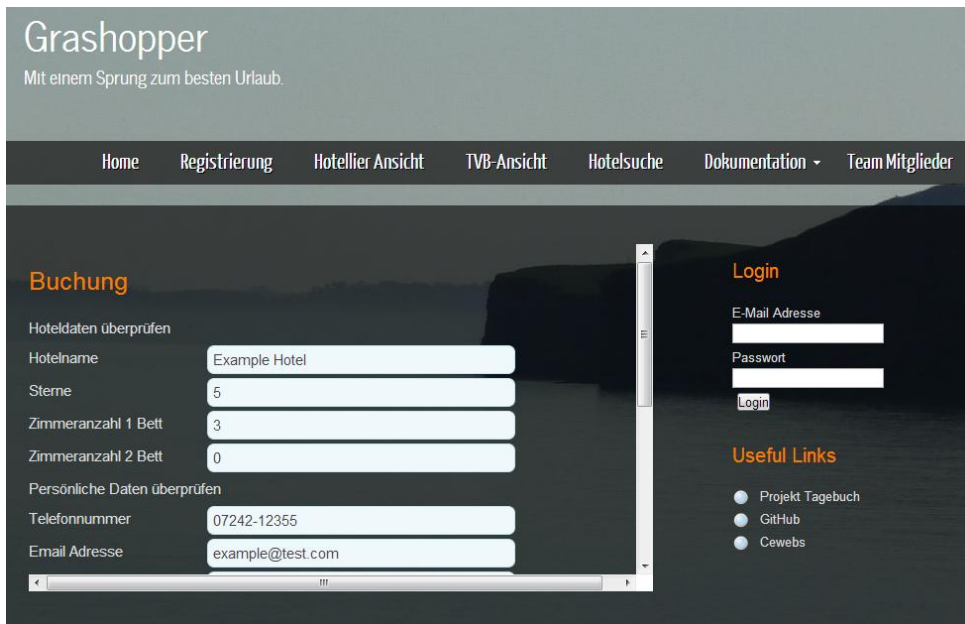 Grashopper
Mit einem Sprung zum besten Urlaub.
Home Registrierung Hotellier Ansicht TVB-Ansicht Hotelsuche Dokumentation Team Mitglieder
Buchung
Hoteldaten überprüfen
Hotelname Example Hotel
Sterne 5
Zimmeranzahl 1 Bett 3
Zimmeranzahl 2 Bett 0
Persönliche Daten überprüfen
Telefonnummer 07242-12355
Email Adresse example@test.com
Login
E-Mail Adresse
Passwort
Login
Useful Links
Projekt Tagebuch
GitHub
Cewebs